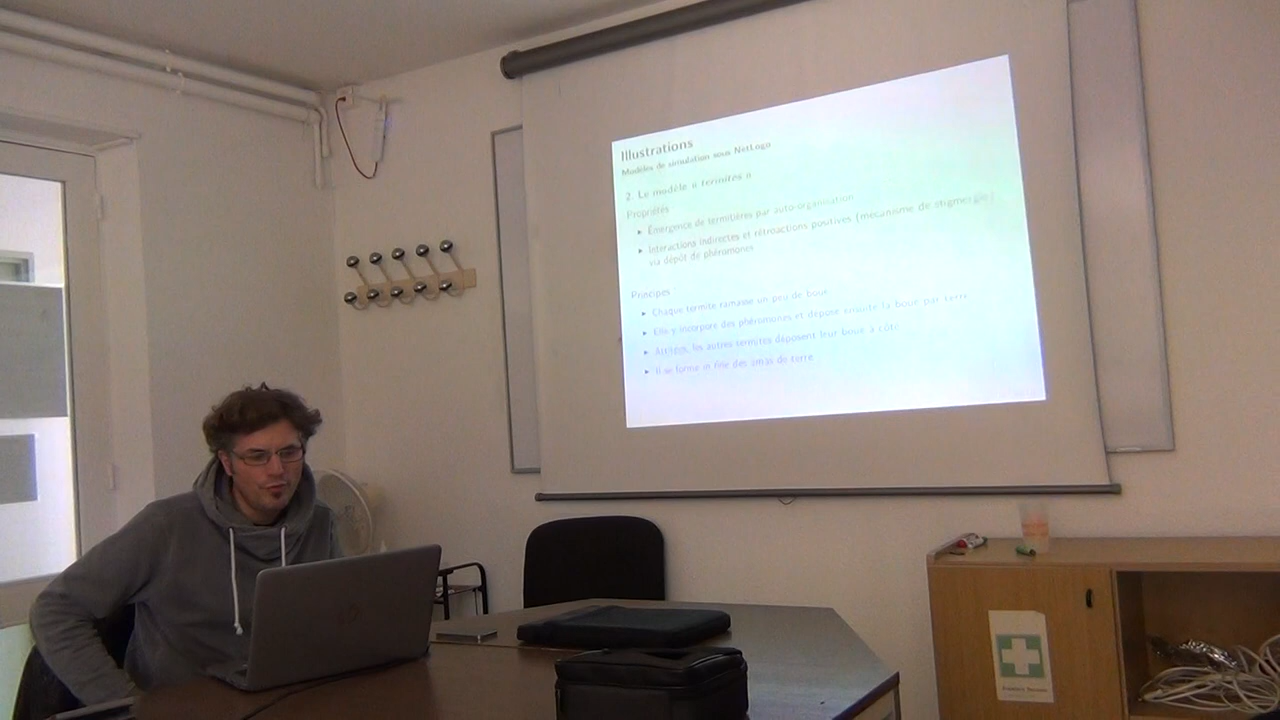 Illustrations
Modèles de simulation sous NetLogo
2. Le modèle « termites »
Propriétés
▸ Émergence de termitières par auto-organisation
▸ Interactions indirectes et rétroactions positives (mécanisme de stigmergie)
via dépôt de phéromones
Principes
▸ Chaque termite ramasse un peu de boue
▸ Elle y incorpore des phéromones et dépose ensuite la boue par terre
▸ Attirées, les autres termites déposent leur boue à côté
▸ Il se forme in fine des amas de terre